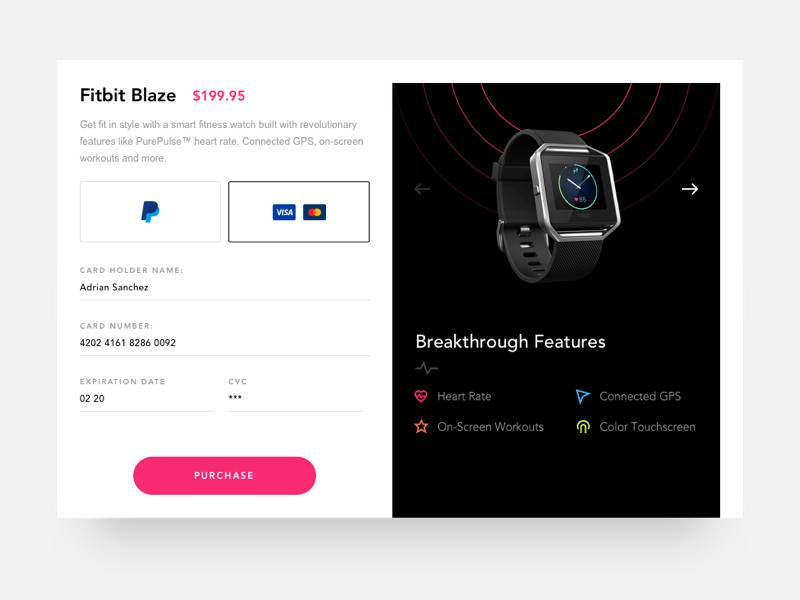 Fitbit Blaze $199.95
Get fit in style with a smart fitness watch built with revolutionary
features like PurePulse™ heart rate, Connected GPS, on-screen
workouts and more.
VISA
CARD HOLDER NAME:
Adrian Sanchez
CARD NUMBER:
4202 4161 8286 0092
EXPIRATION DATE CVC
02 20 ***
PURCHASE
86
Breakthrough Features
Heart Rate Connected GPS
On-Screen Workouts Color Touchscreen